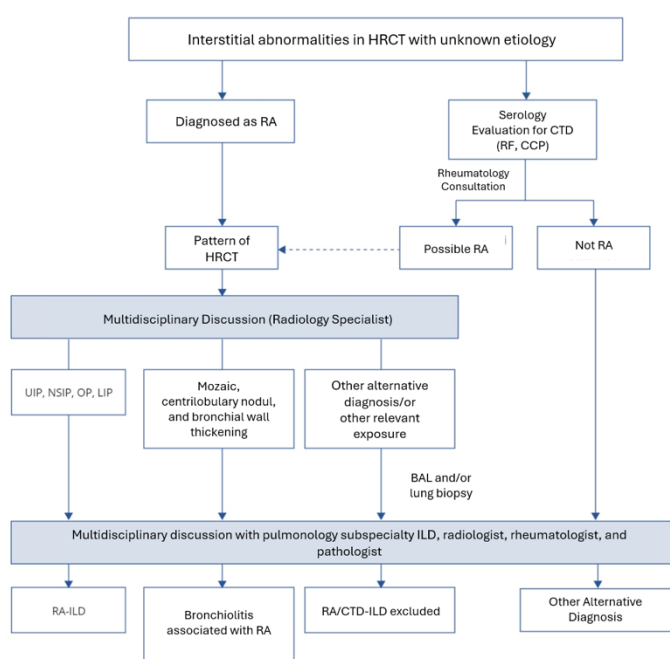 Interstitial abnormalities in HRCT with unknown etiology
Diagnosed as RA
Serology
Evaluation for CTD
(RF, CCP)
Rheumatology
Consultation
Pattern of
HRCT
Possible RA
Not RA
Multidisciplinary Discussion (Radiology Specialist)
UIP, NSIP, OP, LIP
Mozaic,
centrilobulary nodul,
and bronchial wall
thickening
Other alternative
diagnosis/or
other relevant
exposure
BAL and/or
lung biopsy
Multidisciplinary discussion with pulmonology subspecialty ILD, radiologist, rheumatologist, and
pathologist
RA-ILD
Bronchiolitis
associated with RA
RA/CTD-ILD excluded
Other Alternative
Diagnosis